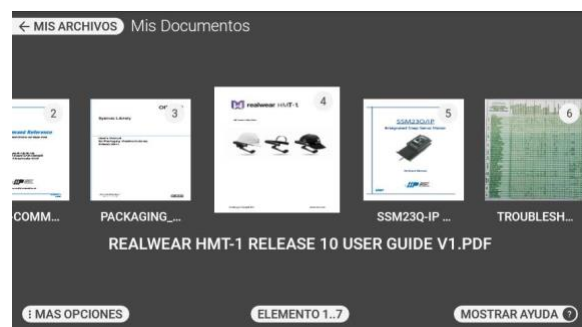 ← MIS ARCHIVOS Mis Documentos
2
3
4
5
6
realwear HMT-1
SSM23Q/IP
-COMM...
PACKAGING_...
SSM23Q-IP ...
TROUBLESH...
REALWEAR HMT-1 RELEASE 10 USER GUIDE V1.PDF
⋮ MAS OPCIONES
ELEMENTO 1..7
MOSTRAR AYUDA ?